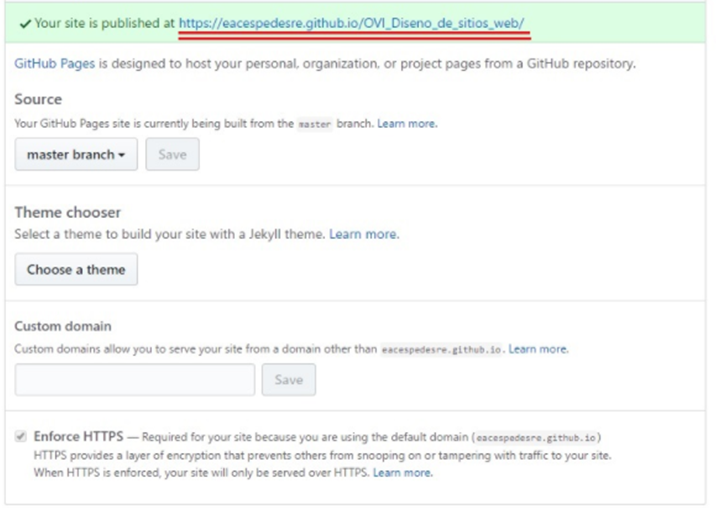 ✓ Your site is published at https://eacespedesre.github.io/OVI_Diseno_de_sitios_web/
GitHub Pages is designed to host your personal, organization, or project pages from a GitHub repository.
Source
Your GitHub Pages site is currently being built from the master branch. Learn more.
master branch Save
Theme chooser
Select a theme to build your site with a Jekyll theme. Learn more.
Choose a theme
Custom domain
Custom domains allow you to serve your site from a domain other than eacespedesre.github.io. Learn more.
Save
Enforce HTTPS — Required for your site because you are using the default domain (eacespedesre.github.io)
HTTPS provides a layer of encryption that prevents others from snooping on or tampering with traffic to your site.
When HTTPS is enforced, your site will only be served over HTTPS. Learn more.